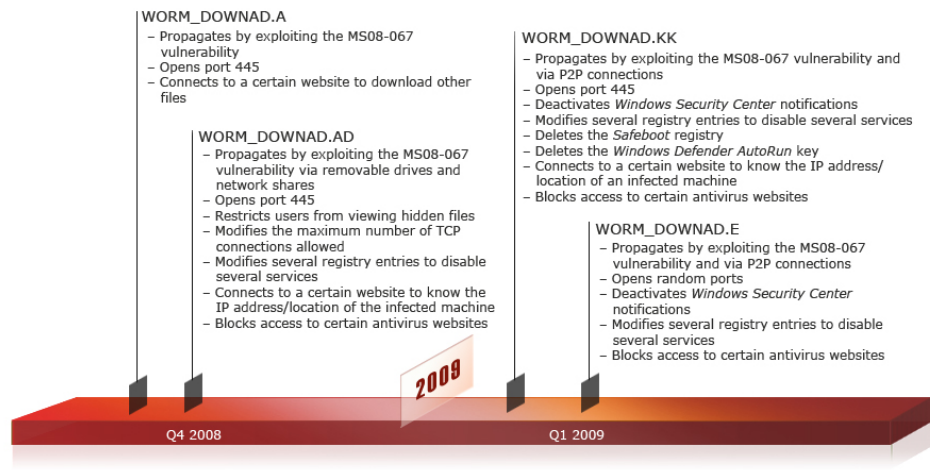 WORM_DOWNAD.A
– Propagates by exploiting the MS08-067
vulnerability
– Opens port 445
– Connects to a certain website to download other
files
WORM_DOWNAD.AD
– Propagates by exploiting the MS08-067
vulnerability via removable drives and
network shares
– Opens port 445
– Restricts users from viewing hidden files
– Modifies the maximum number of TCP
connections allowed
– Modifies several registry entries to disable
several services
– Connects to a certain website to know the
IP address/location of the infected machine
– Blocks access to certain antivirus websites
WORM_DOWNAD.KK
– Propagates by exploiting the MS08-067 vulnerability and
via P2P connections
– Opens port 445
– Deactivates Windows Security Center notifications
– Modifies several registry entries to disable several services
– Deletes the Safeboot registry
– Deletes the Windows Defender AutoRun key
– Connects to a certain website to know the IP address/
location of an infected machine
– Blocks access to certain antivirus websites
WORM_DOWNAD.E
– Propagates by exploiting the MS08-067
vulnerability and via P2P connections
– Opens random ports
– Deactivates Windows Security Center
notifications
– Modifies several registry entries to disable
several services
– Blocks access to certain antivirus websites
2009
Q4 2008
Q1 2009